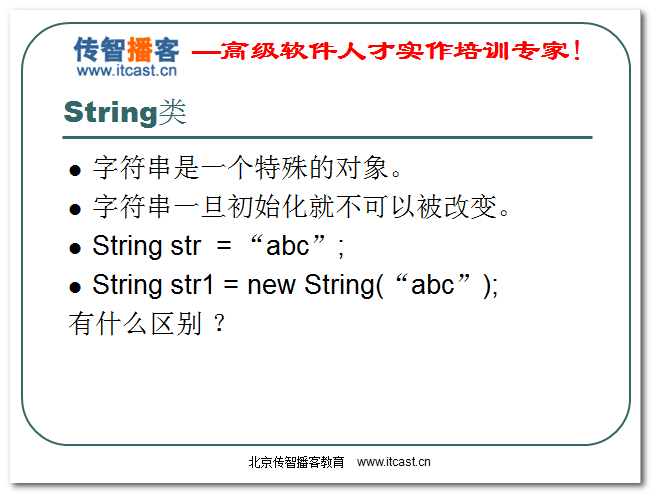 传智播客 —高级软件人才实作培训专家!
www.itcast.cn
String类
● 字符串是一个特殊的对象。
● 字符串一旦初始化就不可以被改变。
● String str  = “abc”;
● String str1 = new String(“abc”);
有什么区别？
北京传智播客教育 www.itcast.cn